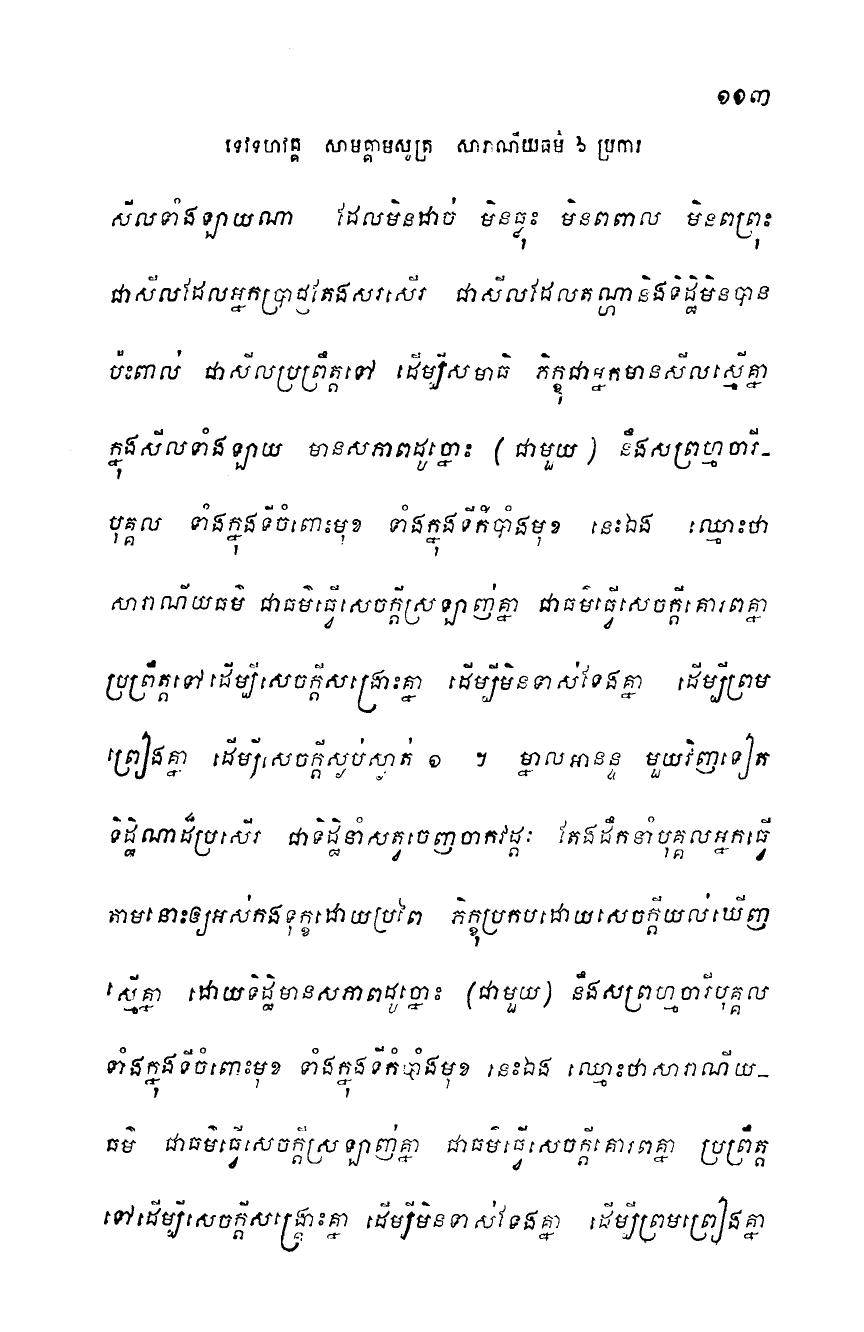 ១១៣
ទេវទហវគ្គ សាមគ្គាមសូត្រ សារាណីយធម៌ ៦ ប្រការ
សីលទាំងឡាយណា ដែលមិនដាច់ មិនធ្លុះ មិនពពាល មិនពព្រុះ
ជាសីលដែលអ្នកប្រាជ្ញតែងសរសើរ ជាសីលដែលតណ្ហានិងទិដ្ឋិមិនបាន
ប៉ះពាល់ ជាសីលប្រព្រឹត្តទៅ ដើម្បីសមាធិ ភិក្ខុជាអ្នកមានសីលស្មើគ្នា
ក្នុងសីលទាំងឡាយ មានសភាពដូច្នោះ (ជាមួយ) នឹងសព្រហ្មចារី-
បុគ្គល ទាំងក្នុងទីចំពោះមុខ ទាំងក្នុងទីកំបាំងមុខ នេះឯង ឈ្មោះថា
សារាណីយធម៌ ជាធម៌ធ្វើសេចក្តីស្រឡាញ់គ្នា ជាធម៌ធ្វើសេចក្តីគោរពគ្នា
ប្រព្រឹត្តទៅដើម្បីសេចក្តីសង្គ្រោះគ្នា ដើម្បីមិនទាស់ទែងគ្នា ដើម្បីព្រម
ព្រៀងគ្នា ដើម្បីសេចក្តីស្ងប់ស្ងាត់ ១ ។ ម្នាលអានន្ទ មួយវិញទៀត
ទិដ្ឋិណាដ៏ប្រសើរ ជាទិដ្ឋិនាំសត្វចេញចាកវដ្តៈ តែងដឹកនាំបុគ្គលអ្នកធ្វើ
តាមនោះឲ្យអស់កងទុក្ខដោយប្រពៃ ភិក្ខុប្រកបដោយសេចក្តីយល់ឃើញ
ស្មើគ្នា ដោយទិដ្ឋិមានសភាពដូច្នោះ (ជាមួយ) នឹងសព្រហ្មចារីបុគ្គល
ទាំងក្នុងទីចំពោះមុខ ទាំងក្នុងទីកំបាំងមុខ នេះឯង ឈ្មោះថាសារាណីយ-
ធម៌ ជាធម៌ធ្វើសេចក្តីស្រឡាញ់គ្នា ជាធម៌ធ្វើសេចក្តីគោរពគ្នា ប្រព្រឹត្ត
ទៅដើម្បីសេចក្តីសង្គ្រោះគ្នា ដើម្បីមិនទាស់ទែងគ្នា ដើម្បីព្រមព្រៀងគ្នា